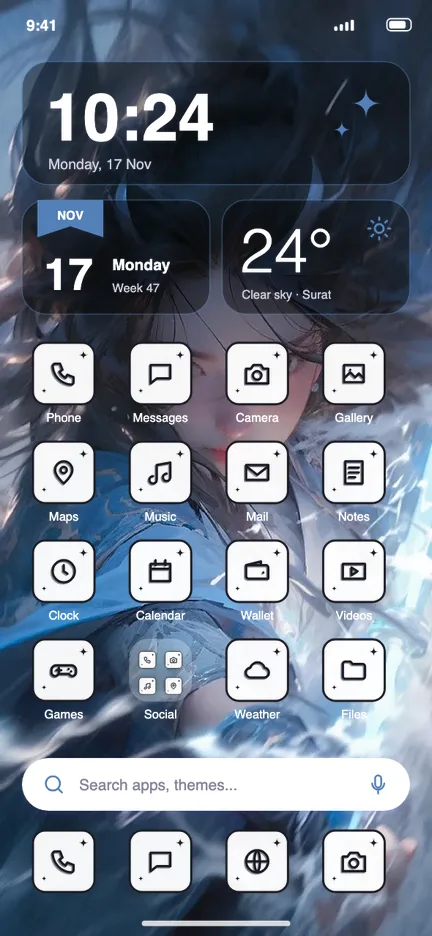 9:41
10:24
Monday, 17 Nov
NOV
17
Monday
Week 47
24°
Clear sky · Surat
Phone
Messages
Camera
Gallery
Maps
Music
Mail
Notes
Clock
Calendar
Wallet
Videos
Games
Social
Weather
Files
Search apps, themes...